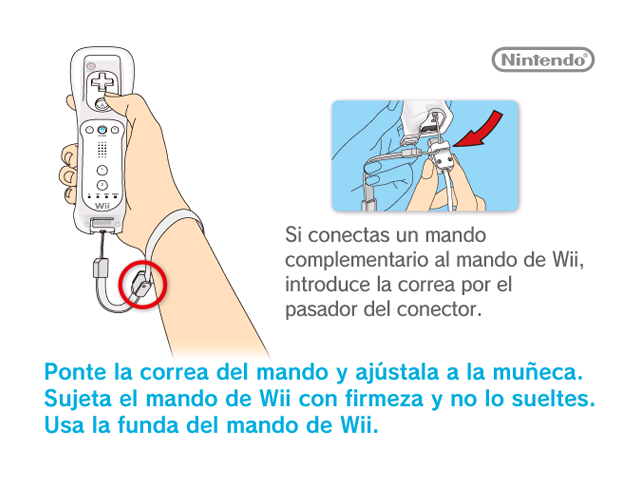 Nintendo®
Wii
Si conectas un mando
complementario al mando de Wii,
introduce la correa por el
pasador del conector.
Ponte la correa del mando y ajústala a la muñeca.
Sujeta el mando de Wii con firmeza y no lo sueltes.
Usa la funda del mando de Wii.